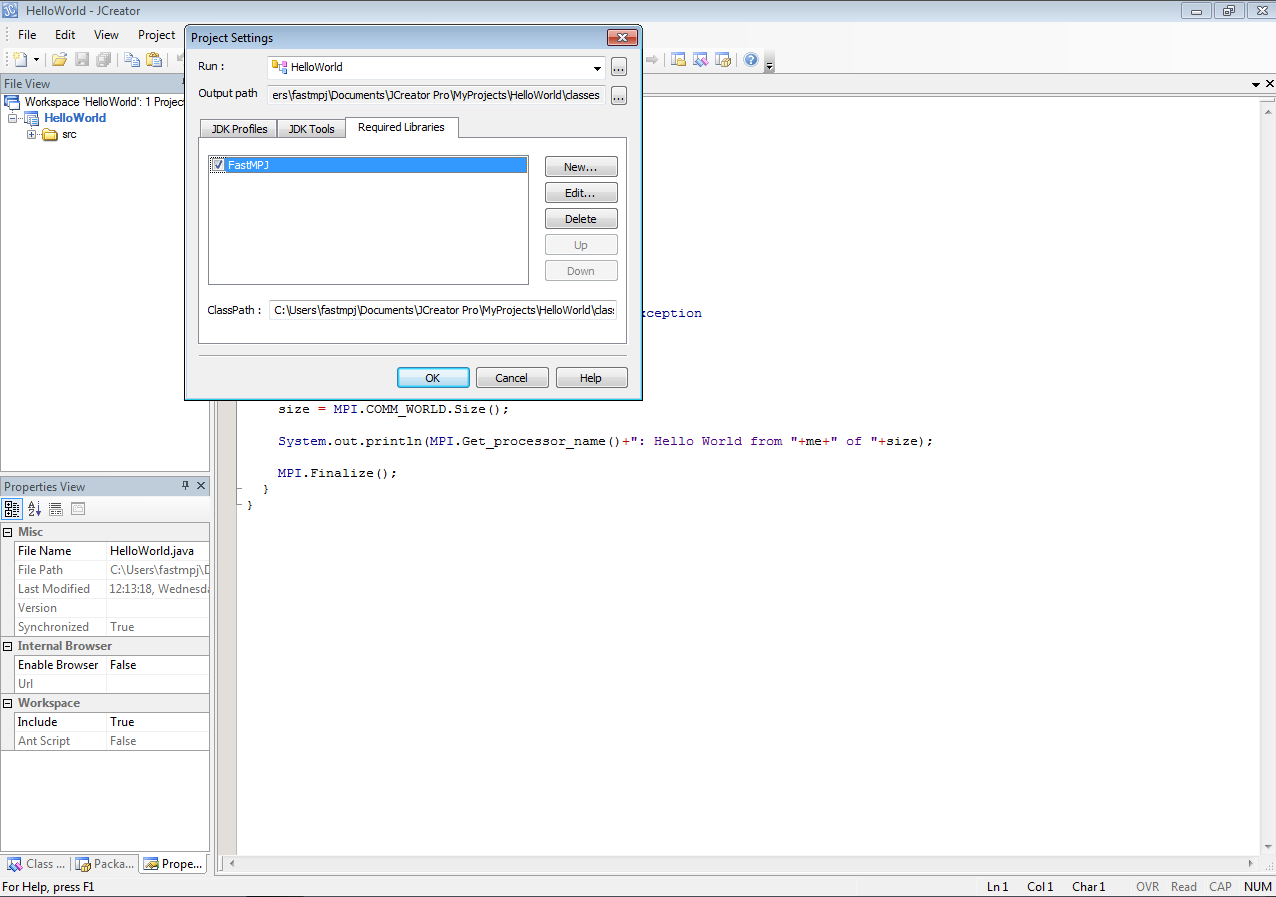 HelloWorld - JCreator
File Edit View Project
Project Settings
Run : HelloWorld ...
Output path ers\fastmpj\Documents\JCreator Pro\MyProjects\HelloWorld\classes ...
JDK Profiles JDK Tools Required Libraries
FastMPJ
New...
Edit...
Delete
Up
Down
ClassPath : C:\Users\fastmpj\Documents\JCreator Pro\MyProjects\HelloWorld\clas
OK Cancel Help
File View
Workspace 'HelloWorld': 1 Projec
HelloWorld
src
ception
size = MPI.COMM_WORLD.Size();
System.out.println(MPI.Get_processor_name()+": Hello World from "+me+" of "+size);
MPI.Finalize();
}
}
Properties View
Misc
File Name HelloWorld.java
File Path C:\Users\fastmpj\D
Last Modified 12:13:18, Wednesda
Version
Synchronized True
Internal Browser
Enable Browser False
Url
Workspace
Include True
Ant Script False
Class ... Packa... Prope...
For Help, press F1
Ln 1 Col 1 Char 1 OVR Read CAP NUM